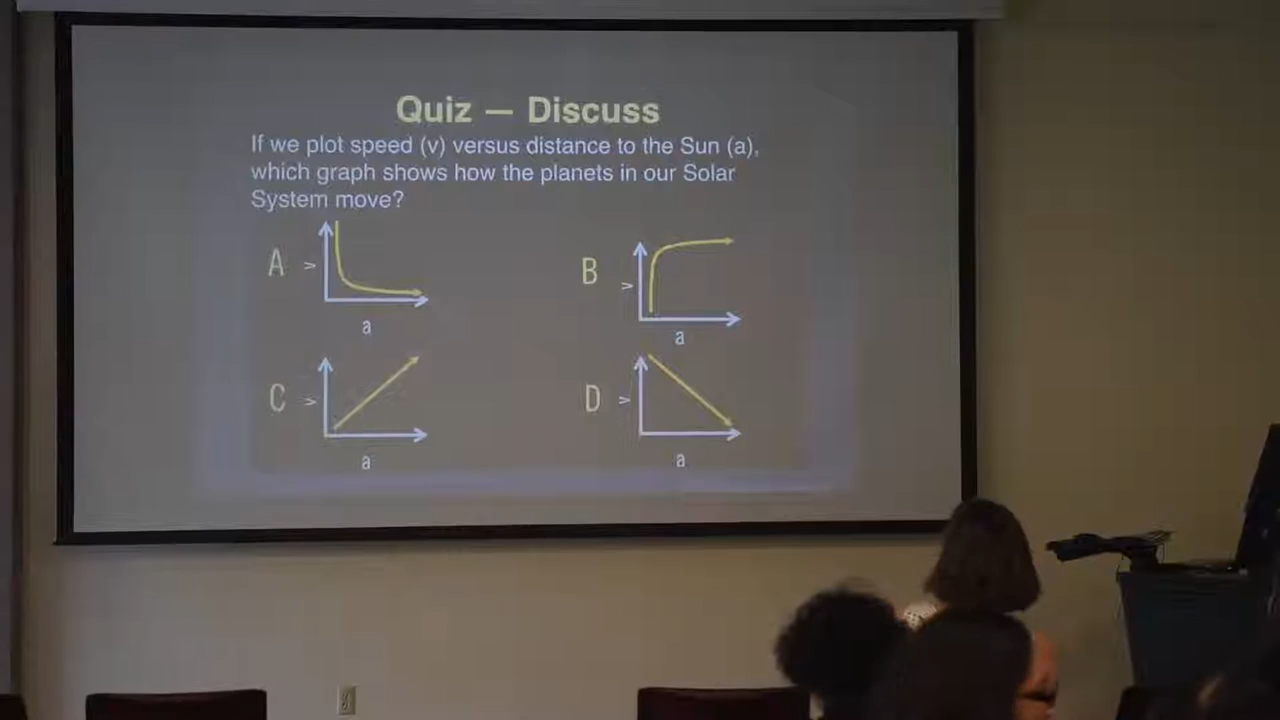 Quiz — Discuss
If we plot speed (v) versus distance to the Sun (a),
which graph shows how the planets in our Solar
System move?
A v
a
B v
a
C v
a
D v
a